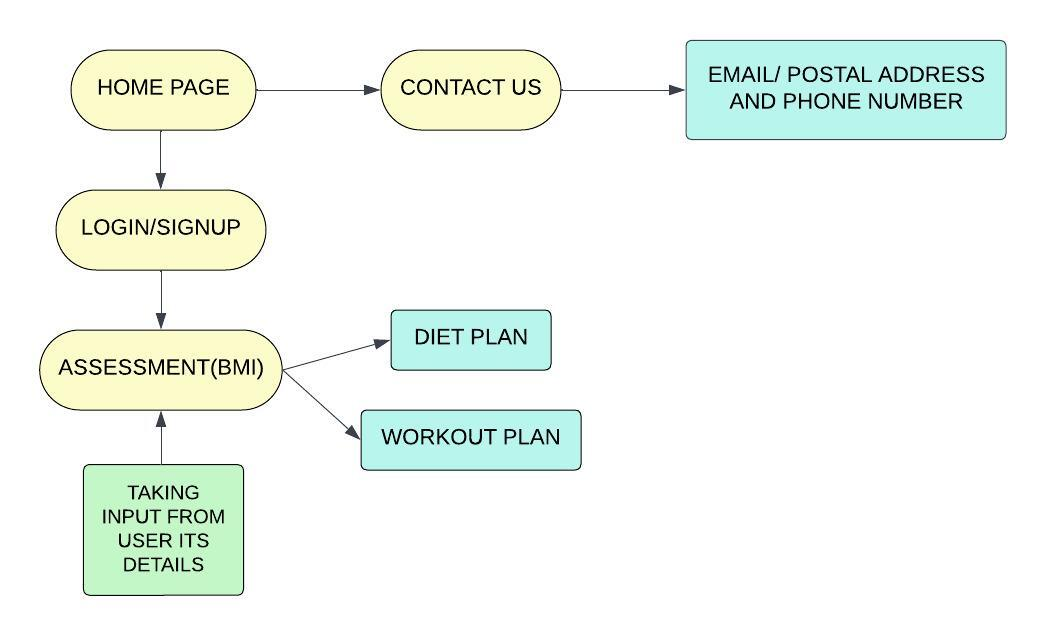 HOME PAGE
CONTACT US
EMAIL/ POSTAL ADDRESS
AND PHONE NUMBER
LOGIN/SIGNUP
ASSESSMENT(BMI)
DIET PLAN
WORKOUT PLAN
TAKING
INPUT FROM
USER ITS
DETAILS